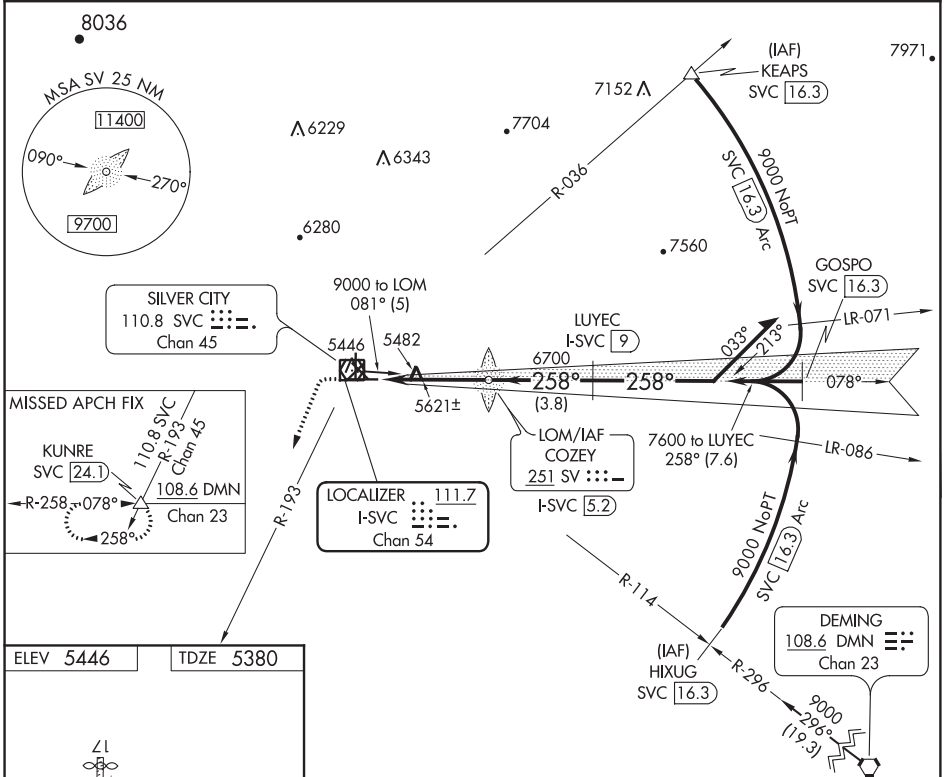 8036
MSA SV 25 NM
11400
090°
270°
9700
6229
6343
6280
7704
7152
7971
(IAF)
KEAPS
SVC 16.3
R-036
9000 NoPT
SVC 16.3 Arc
7560
GOSPO
SVC 16.3
LR-071
SILVER CITY
110.8 SVC
Chan 45
9000 to LOM
081° (5)
5446
5482
5621±
LUYEC
I-SVC 9
6700
258°
(3.8)
258°
033°
213°
078°
7600 to LUYEC
258° (7.6)
LR-086
LOM/IAF
COZEY
251 SV
I-SVC 5.2
LOCALIZER 111.7
I-SVC
Chan 54
R-193
MISSED APCH FIX
110.8 SVC
R-193
Chan 45
KUNRE
SVC 24.1
108.6 DMN
Chan 23
R-258
078°
258°
9000 NoPT
SVC 16.3 Arc
R-114
(IAF)
HIXUG
SVC 16.3
R-296
9000
296°
(19.3)
DEMING
108.6 DMN
Chan 23
ELEV 5446
TDZE 5380
17